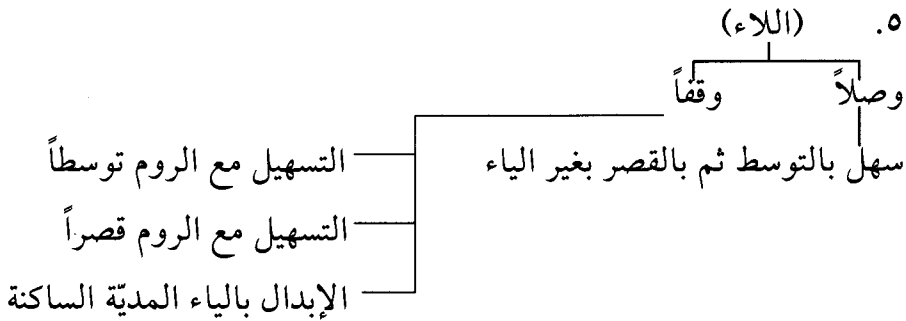 ٥. (اللاء)
وصلاً وقفاً
سهل بالتوسط ثم بالقصر بغير الياء
التسهيل مع الروم توسطاً
التسهيل مع الروم قصراً
الإبدال بالياء المديّة الساكنة